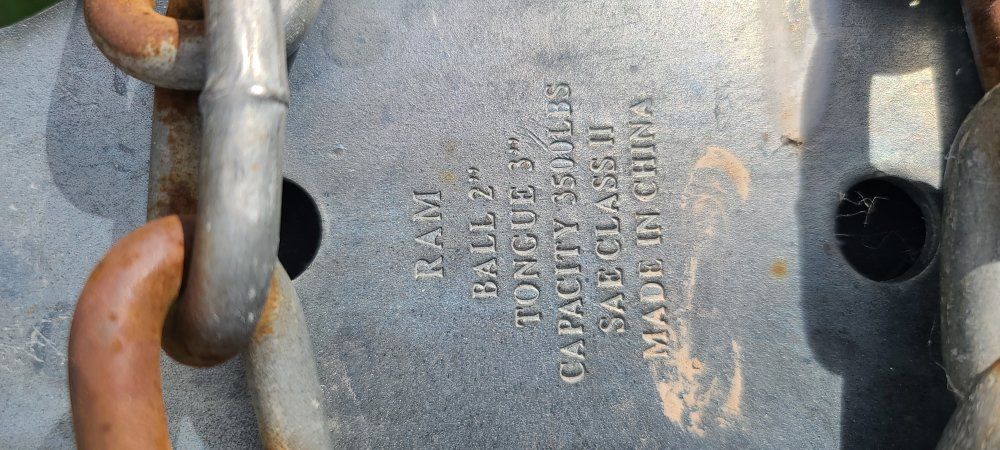 RAM
BALL 2"
TONGUE 3"
CAPACITY 3500LBS
SAE CLASS II
MADE IN CHINA